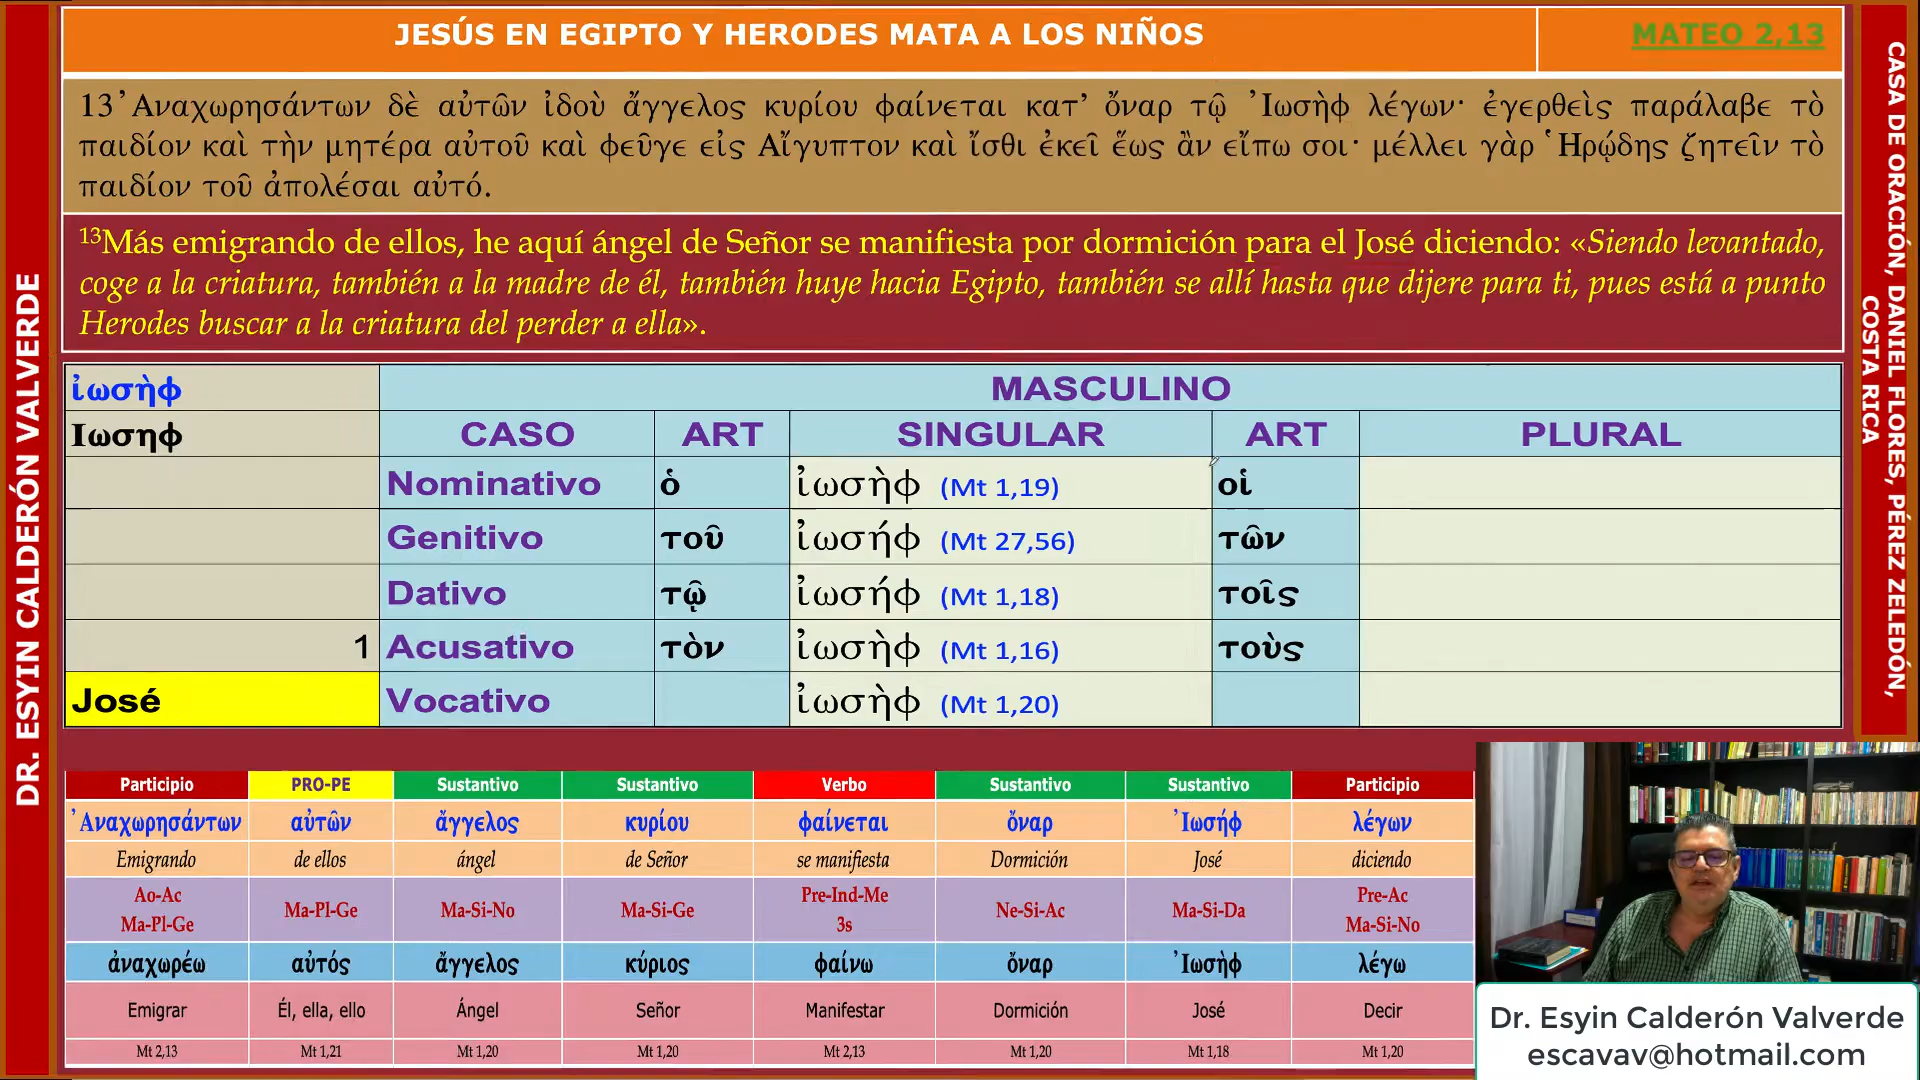 JESÚS EN EGIPTO Y HERODES MATA A LOS NIÑOS
MATEO 2,13
13 ᾿Αναχωρησάντων δὲ αὐτῶν ἰδοὺ ἄγγελος κυρίου φαίνεται κατ’ ὄναρ τῷ ᾿Ιωσὴφ λέγων· ἐγερθεὶς παράλαβε τὸ
παιδίον καὶ τὴν μητέρα αὐτοῦ καὶ φεῦγε εἰς Αἴγυπτον καὶ ἴσθι ἐκεῖ ἕως ἂν εἴπω σοι· μέλλει γὰρ ῾Ηρῴδης ζητεῖν τὸ
παιδίον τοῦ ἀπολέσαι αὐτό.
13Más emigrando de ellos, he aquí ángel de Señor se manifiesta por dormición para el José diciendo: «Siendo levantado,
coge a la criatura, también a la madre de él, también huye hacia Egipto, también se allí hasta que dijere para ti, pues está a punto
Herodes buscar a la criatura del perder a ella».
ἰωσὴφ MASCULINO
Ιωσηφ CASO ART SINGULAR ART PLURAL
Nominativo ὁ ἰωσὴφ (Mt 1,19) οἱ
Genitivo τοῦ ἰωσήφ (Mt 27,56) τῶν
Dativo τῷ ἰωσήφ (Mt 1,18) τοῖς
1 Acusativo τὸν ἰωσὴφ (Mt 1,16) τοὺς
José Vocativo ἰωσὴφ (Mt 1,20)
Participio PRO-PE Sustantivo Sustantivo Verbo Sustantivo Sustantivo Participio
᾿Αναχωρησάντων αὐτῶν ἄγγελος κυρίου φαίνεται ὄναρ ᾿Ιωσήφ λέγων
Emigrando de ellos ángel de Señor se manifiesta Dormición José diciendo
Ao-Ac Ma-Pl-Ge Ma-Si-No Ma-Si-Ge Pre-Ind-Me Ne-Si-Ac Ma-Si-Da Pre-Ac
Ma-Pl-Ge 3s Ma-Si-No
ἀναχωρέω αὐτός ἄγγελος κύριος φαίνω ὄναρ ᾿Ιωσὴφ λέγω
Emigrar Él, ella, ello Ángel Señor Manifestar Dormición José Decir
Mt 2,13 Mt 1,21 Mt 1,20 Mt 1,20 Mt 2,13 Mt 1,20 Mt 1,18 Mt 1,20
DR. ESYIN CALDERÓN VALVERDE
CASA DE ORACIÓN, DANIEL FLORES, PÉREZ ZELEDÓN,
COSTA RICA
Dr. Esyin Calderón Valverde
escavav@hotmail.com